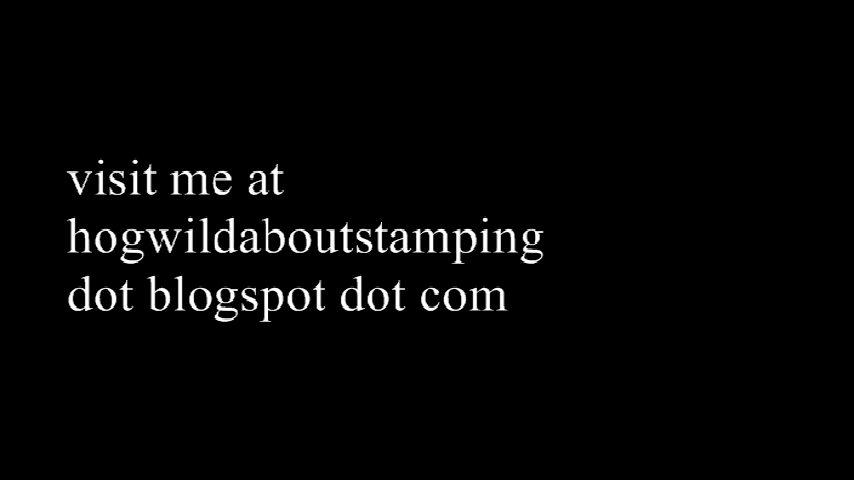 visit me at
hogwildaboutstamping
dot blogspot dot com